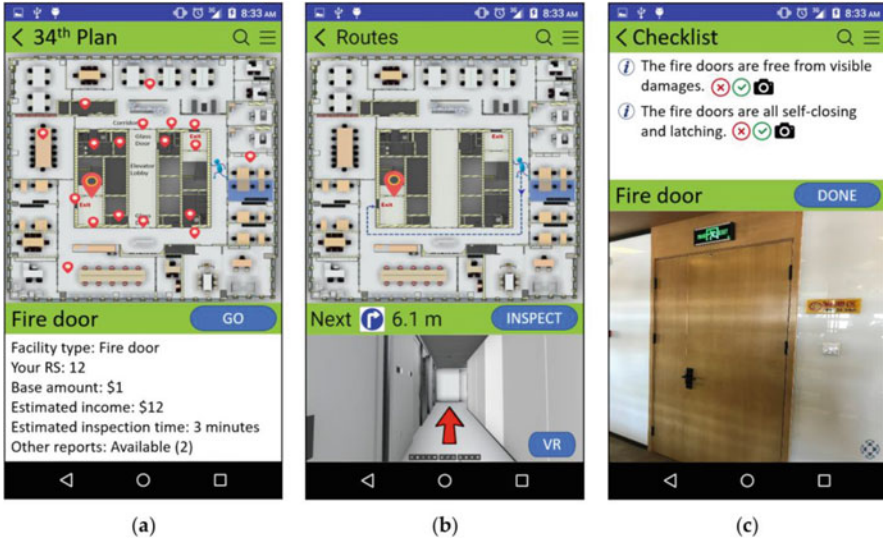 8:33 AM
34th Plan
Corridor
Glass
Door
Exit
Elevator
Lobby
Exit
Fire door
GO
Facility type: Fire door
Your RS: 12
Base amount: $1
Estimated income: $12
Estimated inspection time: 3 minutes
Other reports: Available (2)
(a)
8:33 AM
Routes
Exit
Exit
Next 6.1 m
INSPECT
VR
(b)
8:33 AM
Checklist
i The fire doors are free from visible
damages.
i The fire doors are all self-closing
and latching.
Fire door
DONE
(c)